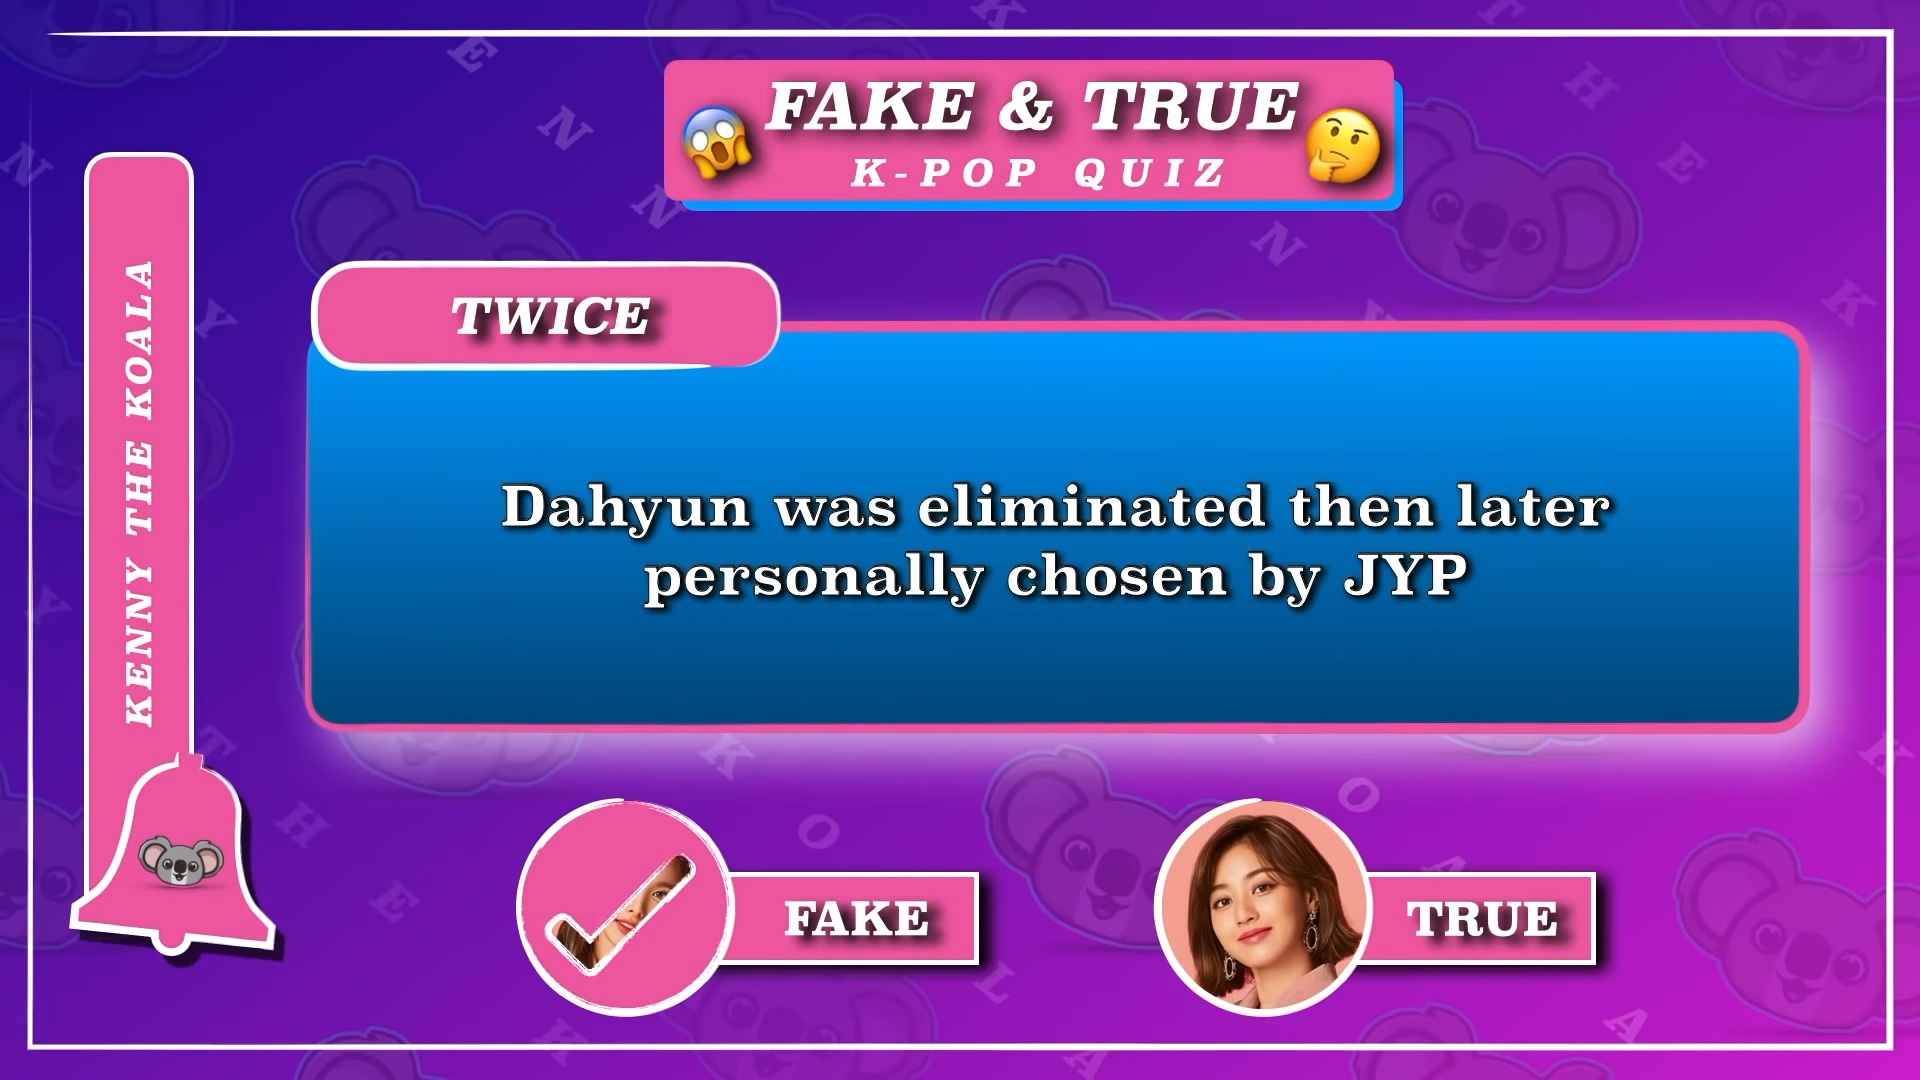 FAKE & TRUE
K-POP QUIZ
KENNY THE KOALA
TWICE
Dahyun was eliminated then later
personally chosen by JYP
FAKE
TRUE